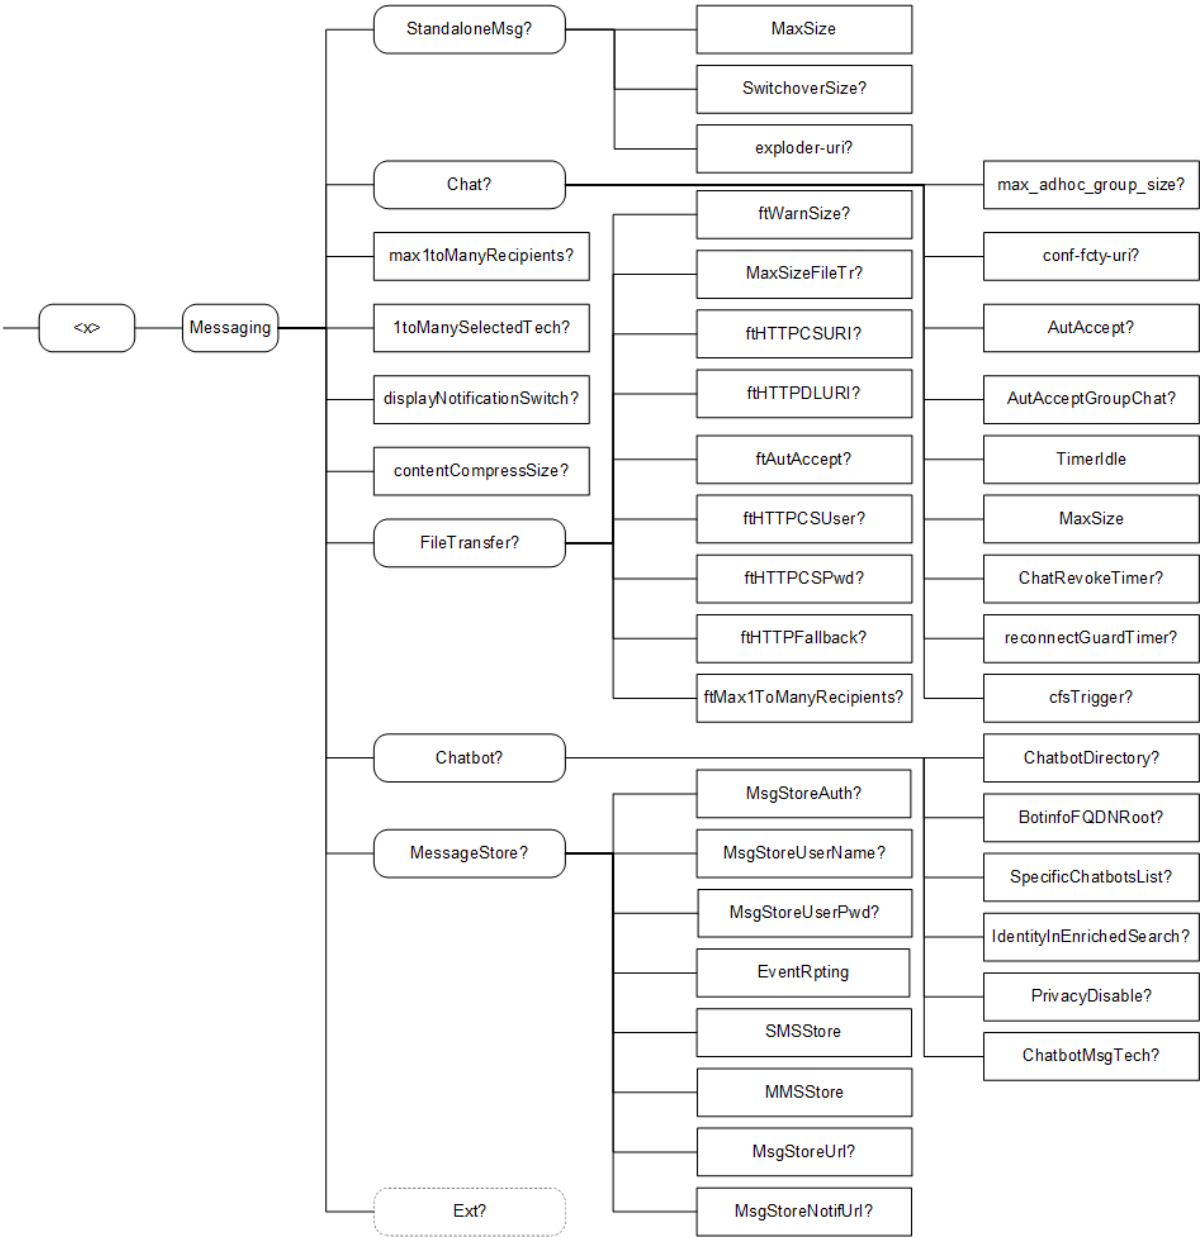 <x>
Messaging
StandaloneMsg?
MaxSize
SwitchoverSize?
exploder-uri?
Chat?
max_adhoc_group_size?
conf-fcty-uri?
AutAccept?
AutAcceptGroupChat?
TimerIdle
MaxSize
ChatRevokeTimer?
reconnectGuardTimer?
cfsTrigger?
max1toManyRecipients?
1toManySelectedTech?
displayNotificationSwitch?
contentCompressSize?
FileTransfer?
ftWarnSize?
MaxSizeFileTr?
ftHTTPCSURI?
ftHTTPDLURI?
ftAutAccept?
ftHTTPCSUser?
ftHTTPCSPwd?
ftHTTPFallback?
ftMax1ToManyRecipients?
Chatbot?
ChatbotDirectory?
BotinfoFQDNRoot?
SpecificChatbotsList?
IdentityInEnrichedSearch?
PrivacyDisable?
ChatbotMsgTech?
MessageStore?
MsgStoreAuth?
MsgStoreUserName?
MsgStoreUserPwd?
EventRpting
SMSStore
MMSStore
MsgStoreUrl?
MsgStoreNotifUrl?
Ext?